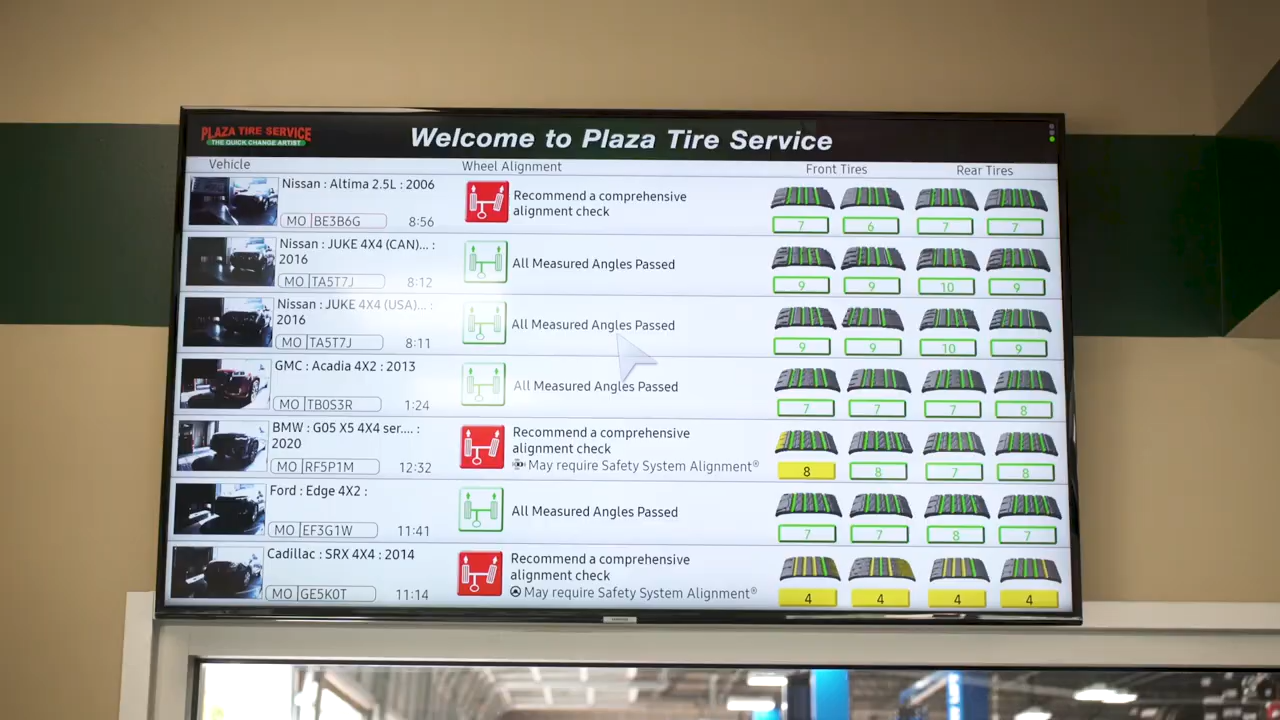 PLAZA TIRE SERVICE
THE QUICK CHANGE ARTIST
Welcome to Plaza Tire Service
Vehicle Wheel Alignment Front Tires Rear Tires
Nissan : Altima 2.5L : 2006
MO BE3B6G 8:56
Recommend a comprehensive
alignment check
7 6 7 7
Nissan : JUKE 4X4 (CAN)... :
2016
MO TA5T7J 8:12
All Measured Angles Passed
9 9 10 9
Nissan : JUKE 4X4 (USA)... :
2016
MO TA5T7J 8:11
All Measured Angles Passed
9 9 10 9
GMC : Acadia 4X2 : 2013
MO TB0S3R 1:24
All Measured Angles Passed
7 7 7 8
BMW : G05 X5 4X4 ser.... :
2020
MO RF5P1M 12:32
Recommend a comprehensive
alignment check
May require Safety System Alignment®
8 8 7 8
Ford : Edge 4X2 :
MO EF3G1W 11:41
All Measured Angles Passed
7 7 8 7
Cadillac : SRX 4X4 : 2014
MO GE5K0T 11:14
Recommend a comprehensive
alignment check
May require Safety System Alignment®
4 4 4 4